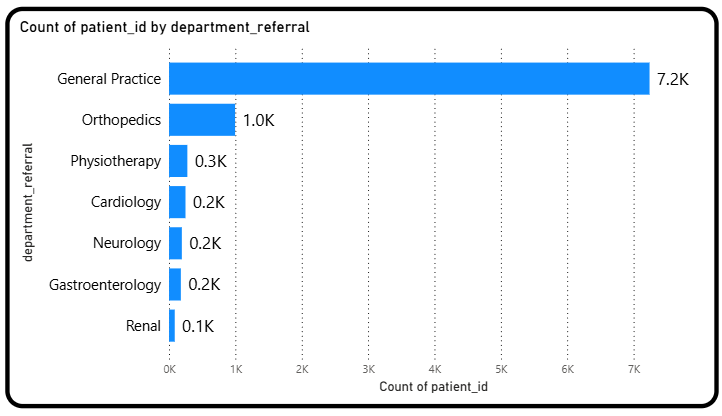 Count of patient_id by department_referral
General Practice 7.2K
Orthopedics 1.0K
Physiotherapy 0.3K
Cardiology 0.2K
Neurology 0.2K
Gastroenterology 0.2K
Renal 0.1K
department_referral
0K 1K 2K 3K 4K 5K 6K 7K
Count of patient_id